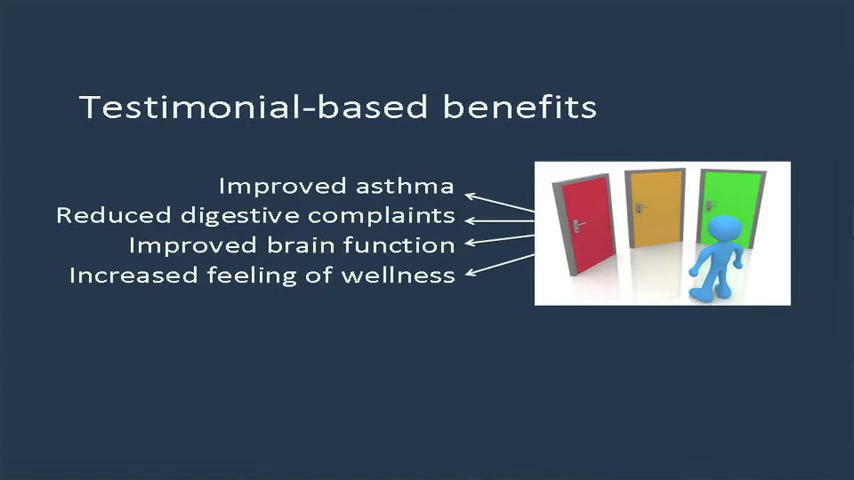 Testimonial-based benefits
Improved asthma
Reduced digestive complaints
Improved brain function
Increased feeling of wellness